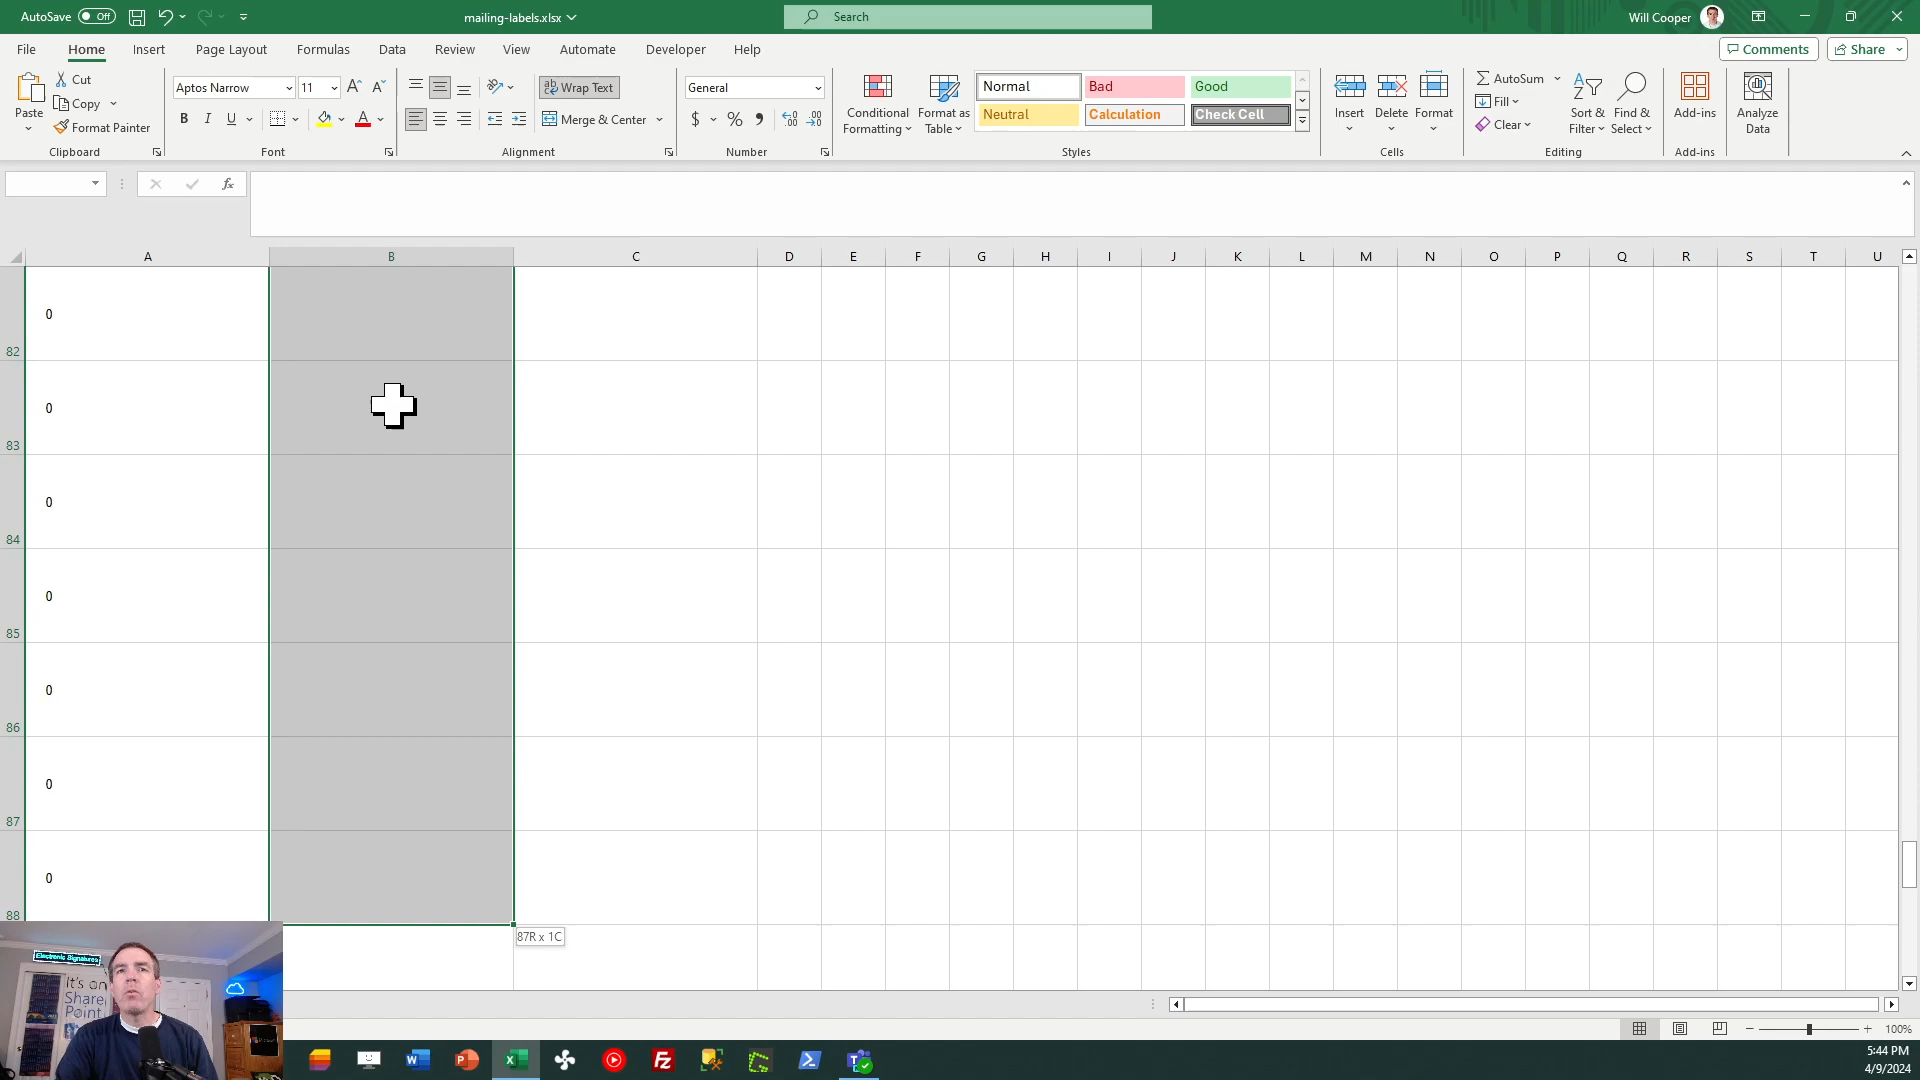 AutoSave Off
mailing-labels.xlsx
Search
Will Cooper
File Home Insert Page Layout Formulas Data Review View Automate Developer Help
Comments
Share
Paste
Cut
Copy
Format Painter
Clipboard
Aptos Narrow 11
B I U
Font
Wrap Text
Merge & Center
Alignment
General
$ % 9
Number
Conditional Formatting
Format as Table
Normal Bad Good
Neutral Calculation Check Cell
Styles
Insert Delete Format
Cells
AutoSum
Fill
Clear
Sort & Filter
Find & Select
Editing
Add-ins
Add-ins
Analyze Data
fx
A B C D E F G H I J K L M N O P Q R S T U
0
82
0
83
0
84
0
85
0
86
0
87
0
88
87R x 1C
Electronic Signatures
It's on
Share
Point
100%
5:44 PM
4/9/2024